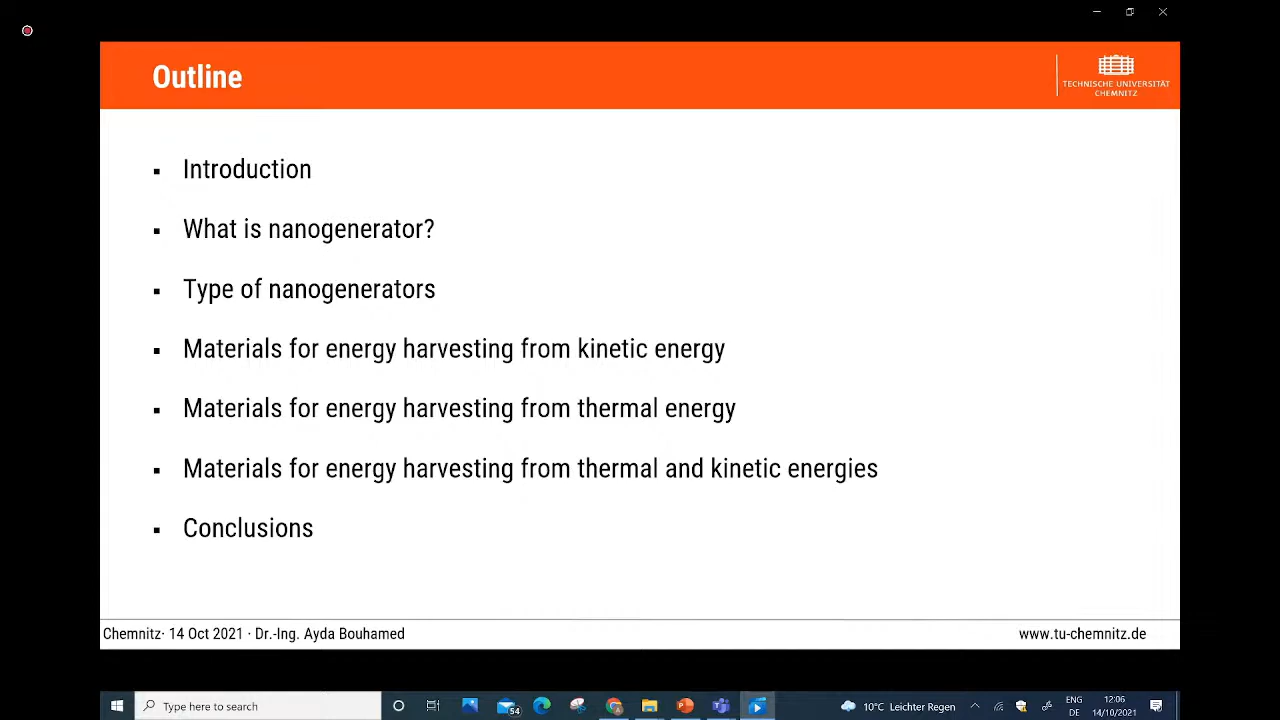 Outline
TECHNISCHE UNIVERSITÄT
CHEMNITZ
Introduction
What is nanogenerator?
Type of nanogenerators
Materials for energy harvesting from kinetic energy
Materials for energy harvesting from thermal energy
Materials for energy harvesting from thermal and kinetic energies
Conclusions
Chemnitz· 14 Oct 2021 · Dr.-Ing. Ayda Bouhamed
www.tu-chemnitz.de
Type here to search
54
10°C Leichter Regen
ENG
DE
12:06
14/10/2021